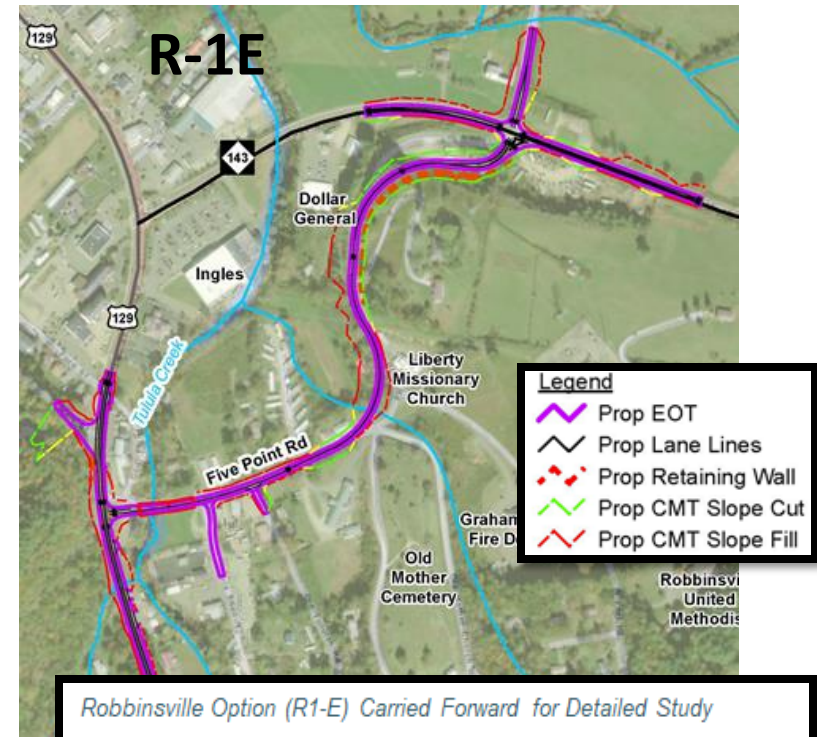 129
R-1E
143
Dollar
General
Ingles
129
Tulula Creek
Liberty
Missionary
Church
Five Point Rd
Graham
Fire D
Old
Mother
Cemetery
Robbinsvi
United
Methodis
Legend
Prop EOT
Prop Lane Lines
Prop Retaining Wall
Prop CMT Slope Cut
Prop CMT Slope Fill
Robbinsville Option (R1-E) Carried Forward for Detailed Study